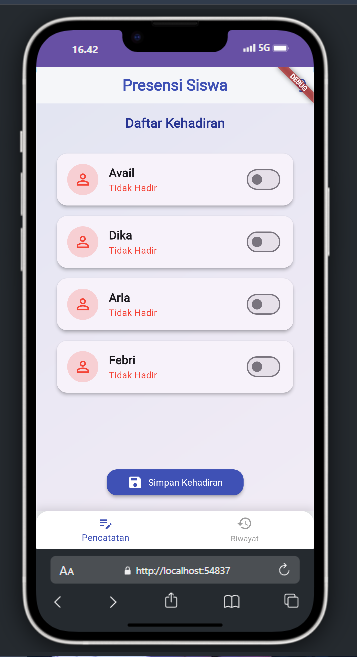 16.42
5G
Presensi Siswa
DEBUG
Daftar Kehadiran
Avail
Tidak Hadir
Dika
Tidak Hadir
Arla
Tidak Hadir
Febri
Tidak Hadir
Simpan Kehadiran
Pencatatan
Riwayat
AA
http://localhost:54837